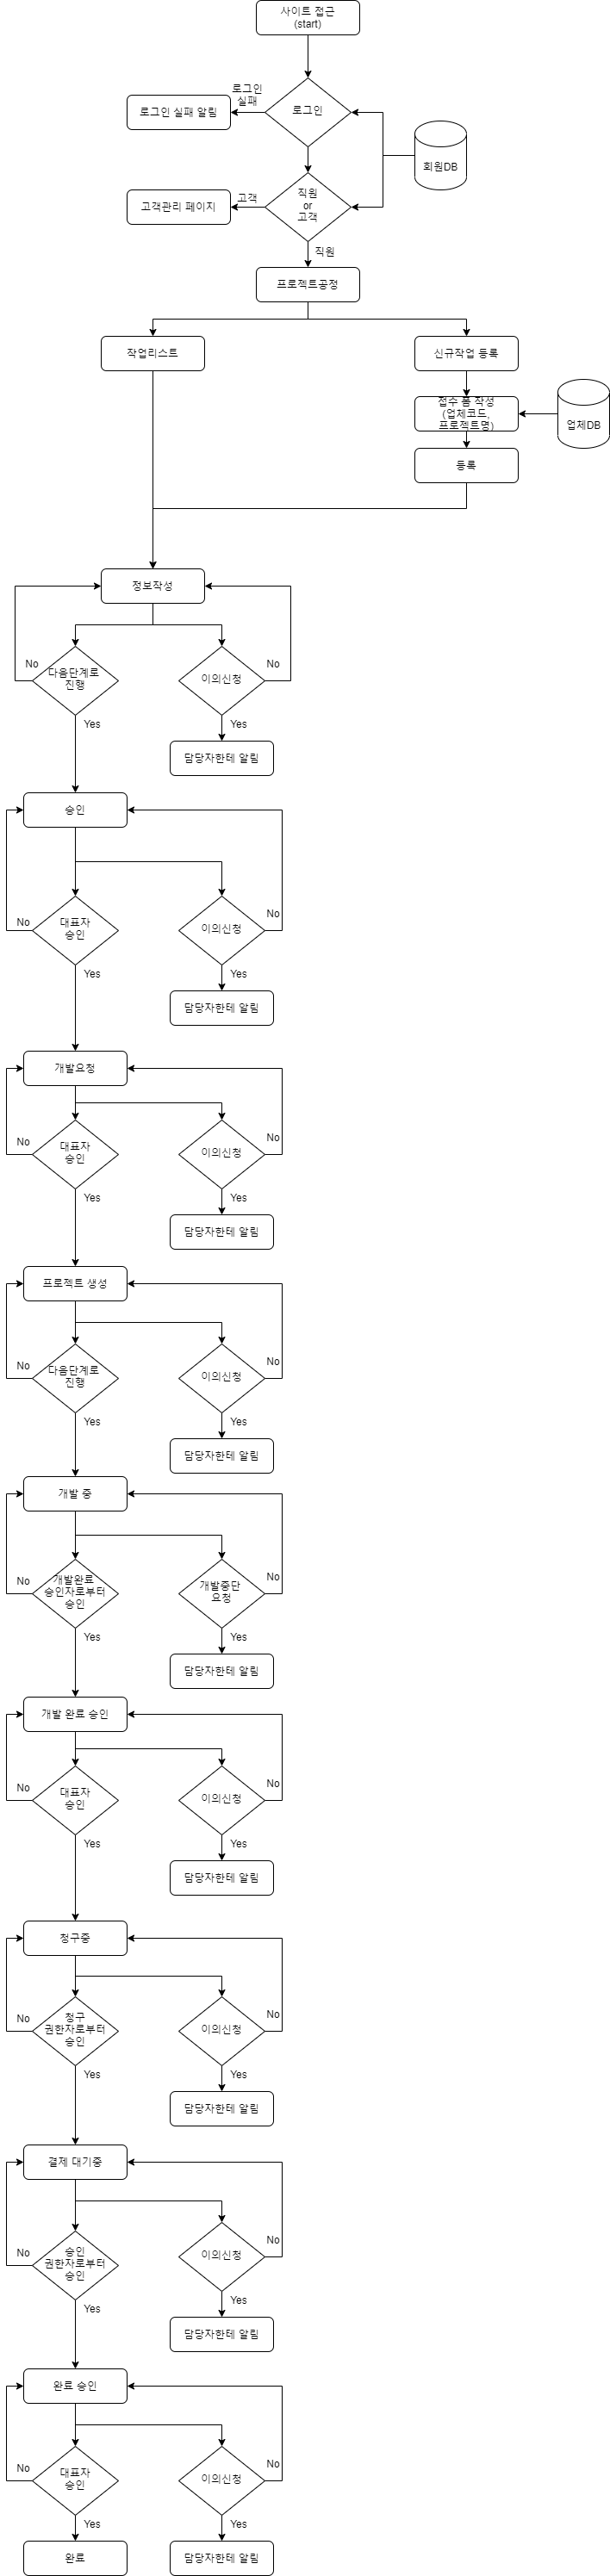 사이트 접근
(start)
로그인
실패
로그인 실패 알림
로그인
회원DB
고객관리 페이지
고객
직원
or
고객
직원
프로젝트공정
작업리스트
신규작업 등록
접수 폼 작성
(업체코드,
프로젝트명)
업체DB
등록
정보작성
No
다음단계로
진행
이의신청
No
Yes
Yes
담당자한테 알림
승인
No
대표자
승인
이의신청
No
Yes
Yes
담당자한테 알림
개발요청
No
대표자
승인
이의신청
No
Yes
Yes
담당자한테 알림
프로젝트 생성
No
다음단계로
진행
이의신청
No
Yes
Yes
담당자한테 알림
개발 중
No
개발완료
승인자로부터
승인
개발중단
요청
No
Yes
Yes
담당자한테 알림
개발 완료 승인
No
대표자
승인
이의신청
No
Yes
Yes
담당자한테 알림
청구중
No
청구
권한자로부터
승인
이의신청
No
Yes
Yes
담당자한테 알림
결제 대기중
No
승인
권한자로부터
승인
이의신청
No
Yes
Yes
담당자한테 알림
완료 승인
No
대표자
승인
이의신청
No
Yes
Yes
완료
담당자한테 알림